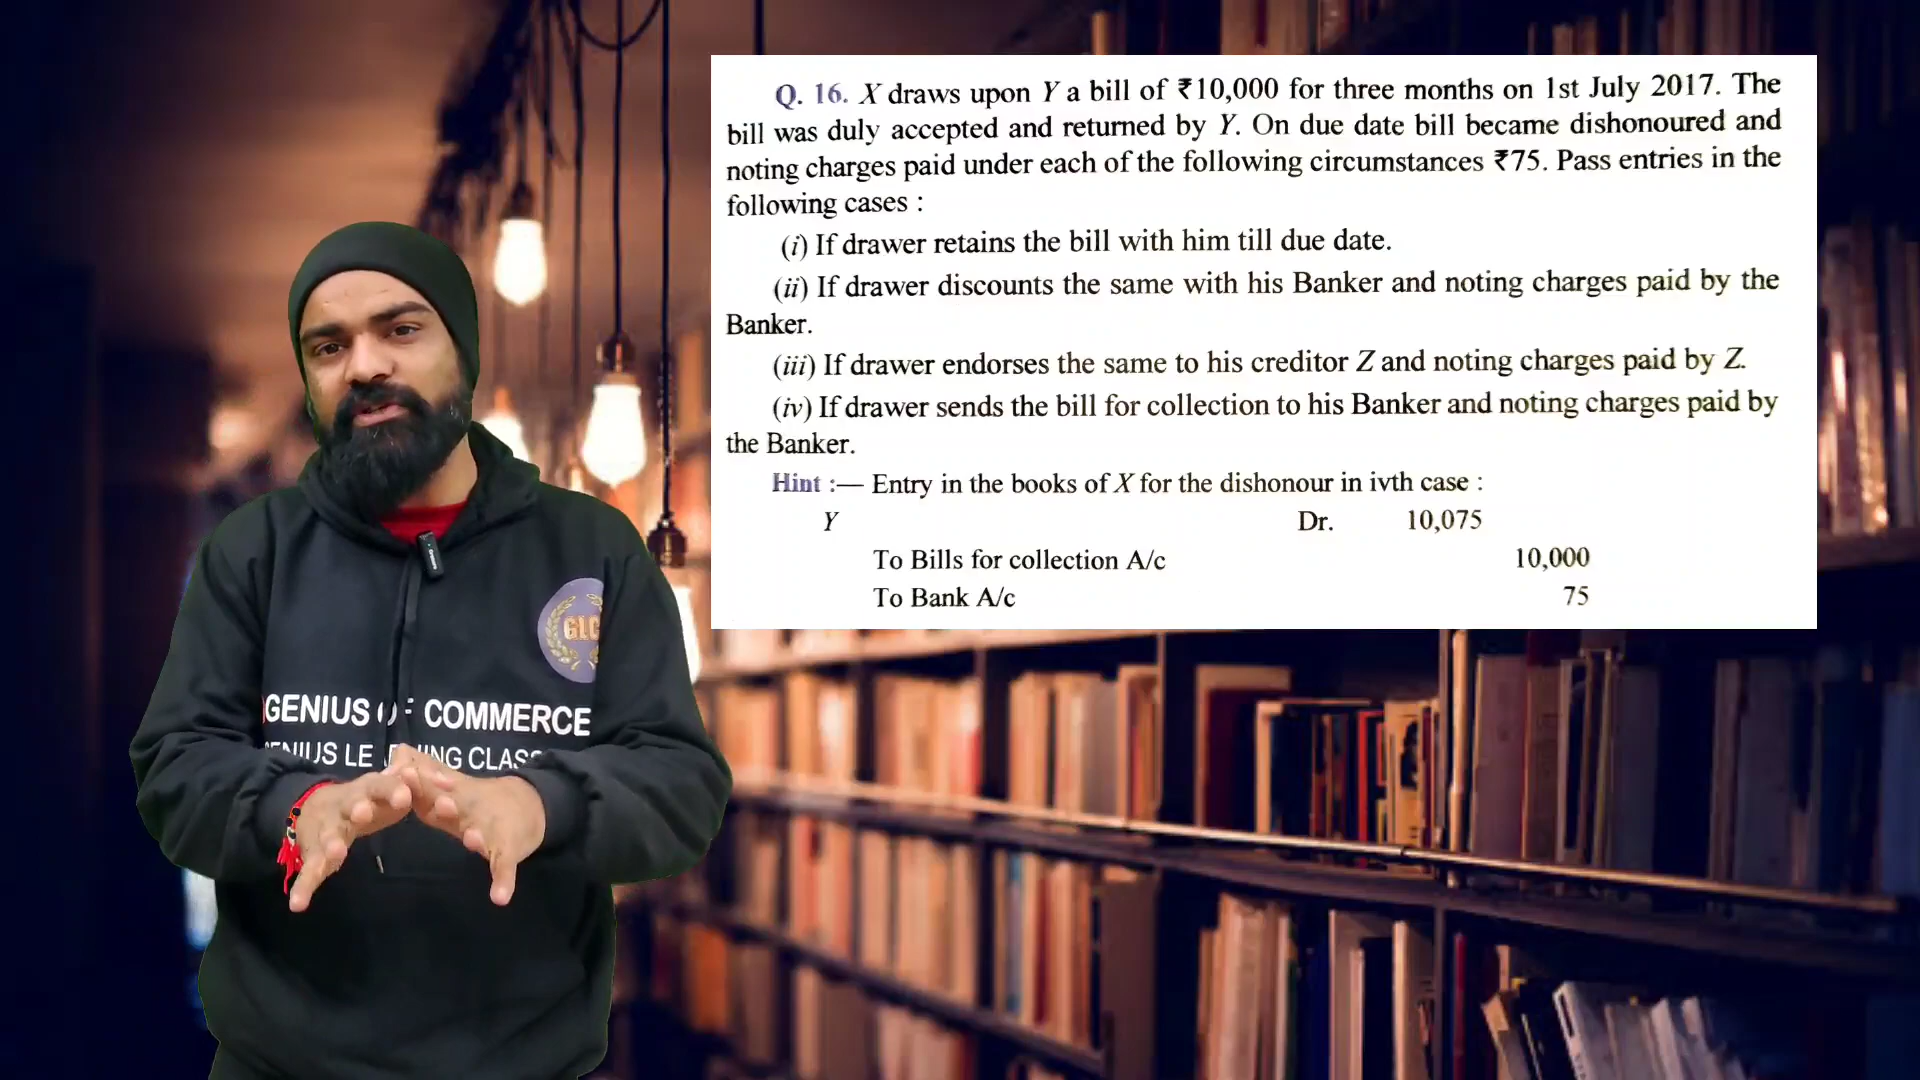 Q. 16. X draws upon Y a bill of ₹10,000 for three months on 1st July 2017. The
bill was duly accepted and returned by Y. On due date bill became dishonoured and
noting charges paid under each of the following circumstances ₹75. Pass entries in the
following cases :
(i) If drawer retains the bill with him till due date.
(ii) If drawer discounts the same with his Banker and noting charges paid by the
Banker.
(iii) If drawer endorses the same to his creditor Z and noting charges paid by Z.
(iv) If drawer sends the bill for collection to his Banker and noting charges paid by
the Banker.
Hint :— Entry in the books of X for the dishonour in ivth case :
Y Dr. 10,075
To Bills for collection A/c 10,000
To Bank A/c 75
GLC
GENIUS OF COMMERCE